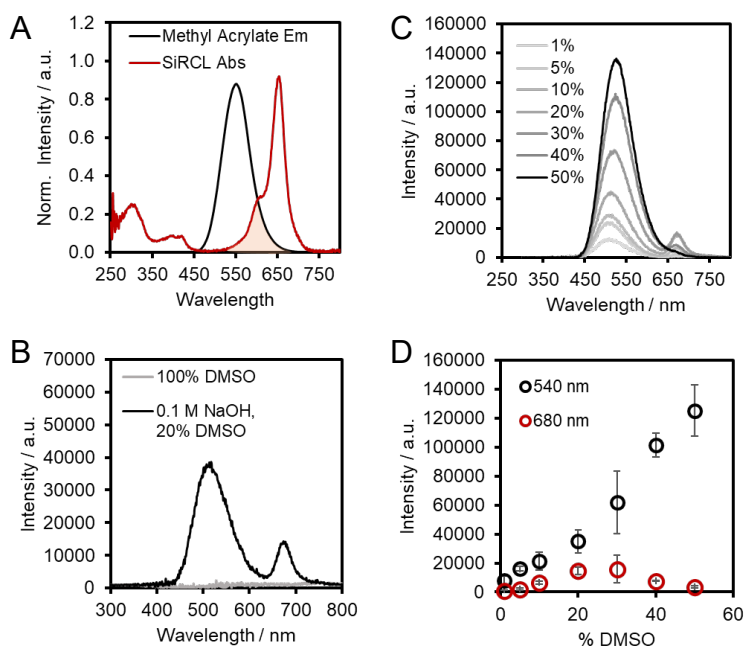 A
Methyl Acrylate Em
SiRCL Abs
1.2
1.0
0.8
0.6
0.4
0.2
0.0
Norm. Intensity / a.u.
250 350 450 550 650 750
Wavelength
C
1%
5%
10%
20%
30%
40%
50%
160000
140000
120000
100000
80000
60000
40000
20000
0
Intensity / a.u.
250 350 450 550 650 750
Wavelength / nm
B
100% DMSO
0.1 M NaOH,
20% DMSO
70000
60000
50000
40000
30000
20000
10000
0
Intensity / a.u.
300 400 500 600 700 800
Wavelength / nm
D
540 nm
680 nm
160000
140000
120000
100000
80000
60000
40000
20000
0
Intensity / a.u.
0 20 40 60
% DMSO